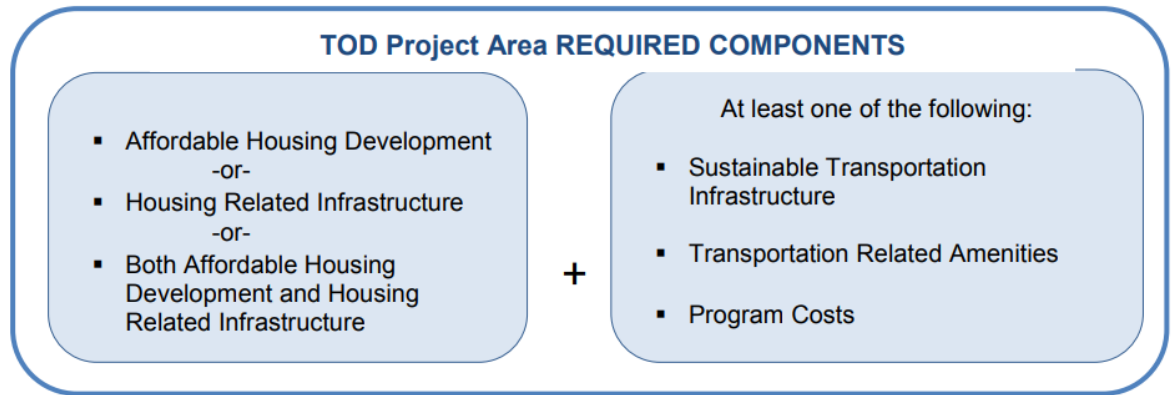 TOD Project Area REQUIRED COMPONENTS
▪ Affordable Housing Development
-or-
▪ Housing Related Infrastructure
-or-
▪ Both Affordable Housing
Development and Housing
Related Infrastructure
+
At least one of the following:
▪ Sustainable Transportation
Infrastructure
▪ Transportation Related Amenities
▪ Program Costs